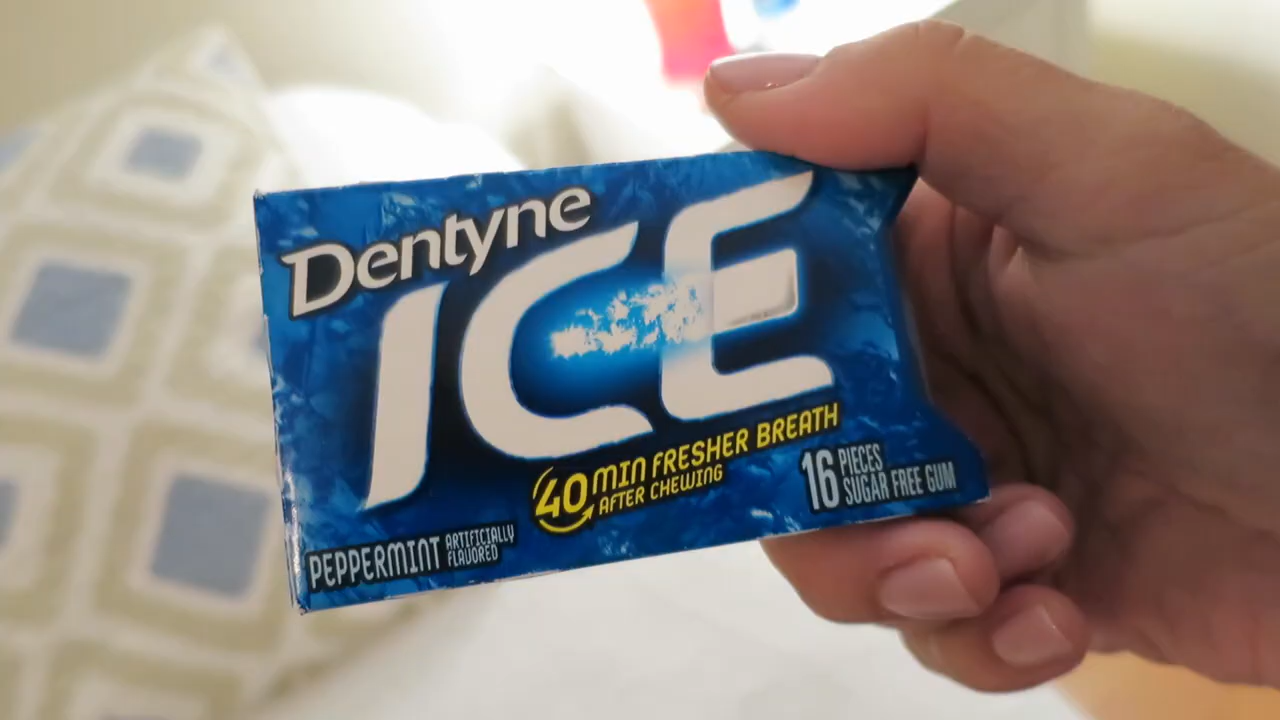 Dentyne
ICE
40 MIN FRESHER BREATH
AFTER CHEWING
16 PIECES
SUGAR FREE GUM
PEPPERMINT ARTIFICIALLY
FLAVORED